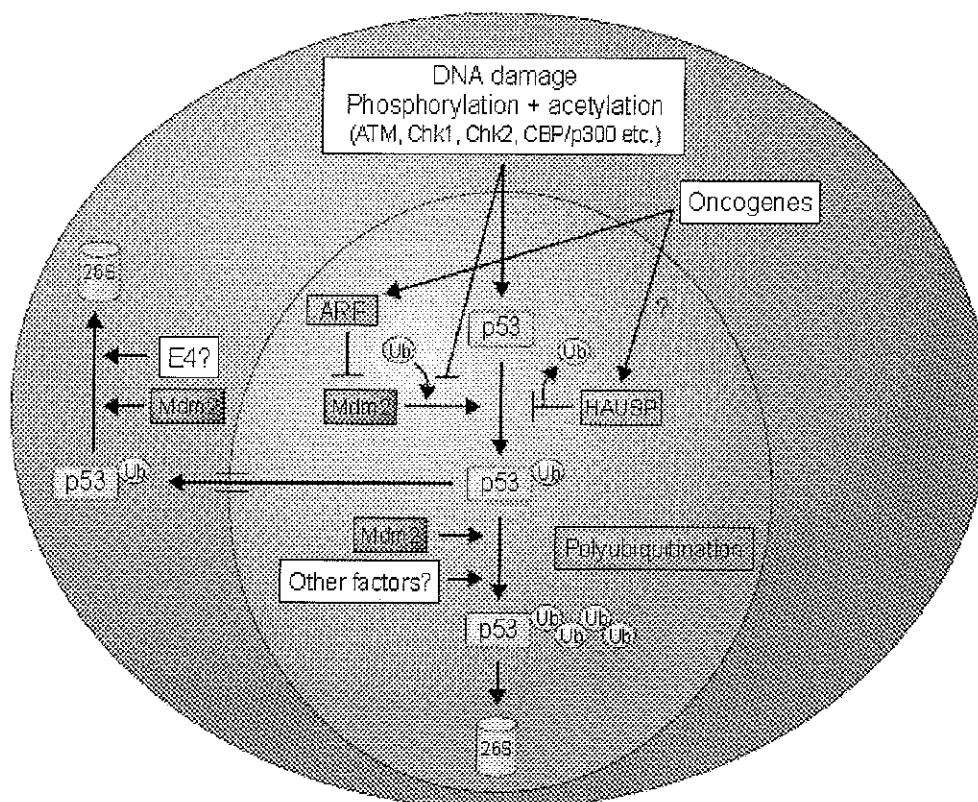 DNA damage
Phosphorylation + acetylation
(ATM, Chk1, Chk2, CBP/p300 etc.)
Oncogenes
26S
ARF
p53
?
Ub
Ub
E4?
Mdm2
Mdm2
HAUSP
p53 Ub
p53 Ub
Mdm2
Polyubiquitination
Other factors?
p53 Ub Ub Ub Ub
26S